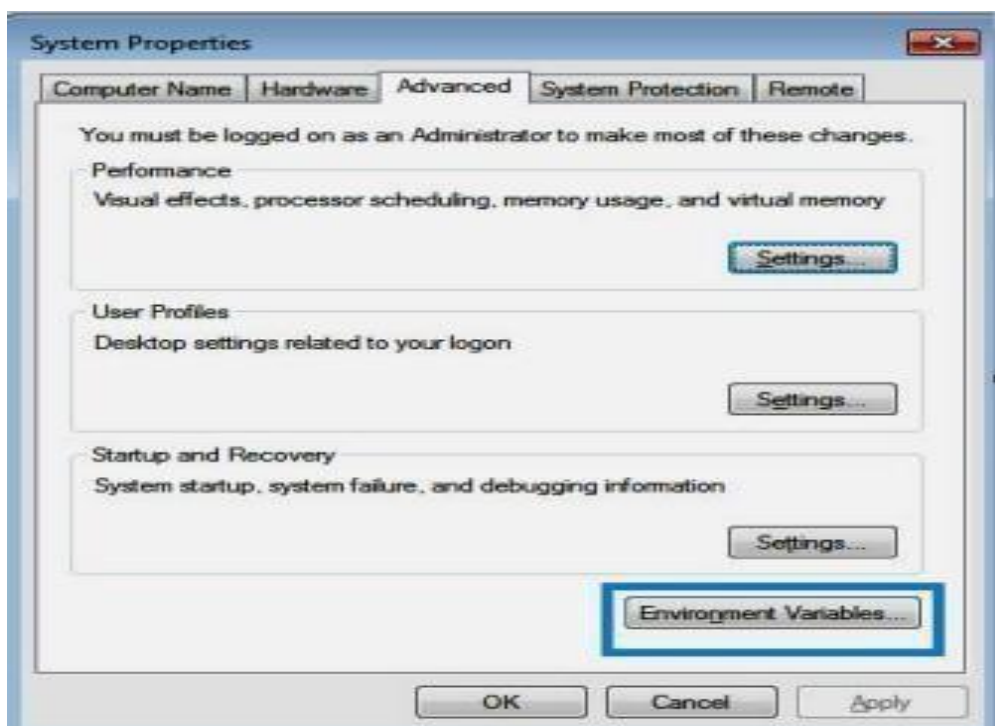 System Properties
Computer Name Hardware Advanced System Protection Remote
You must be logged on as an Administrator to make most of these changes.
Performance
Visual effects, processor scheduling, memory usage, and virtual memory
Settings...
User Profiles
Desktop settings related to your logon
Settings...
Startup and Recovery
System startup, system failure, and debugging information
Settings...
Environment Variables...
OK Cancel Apply